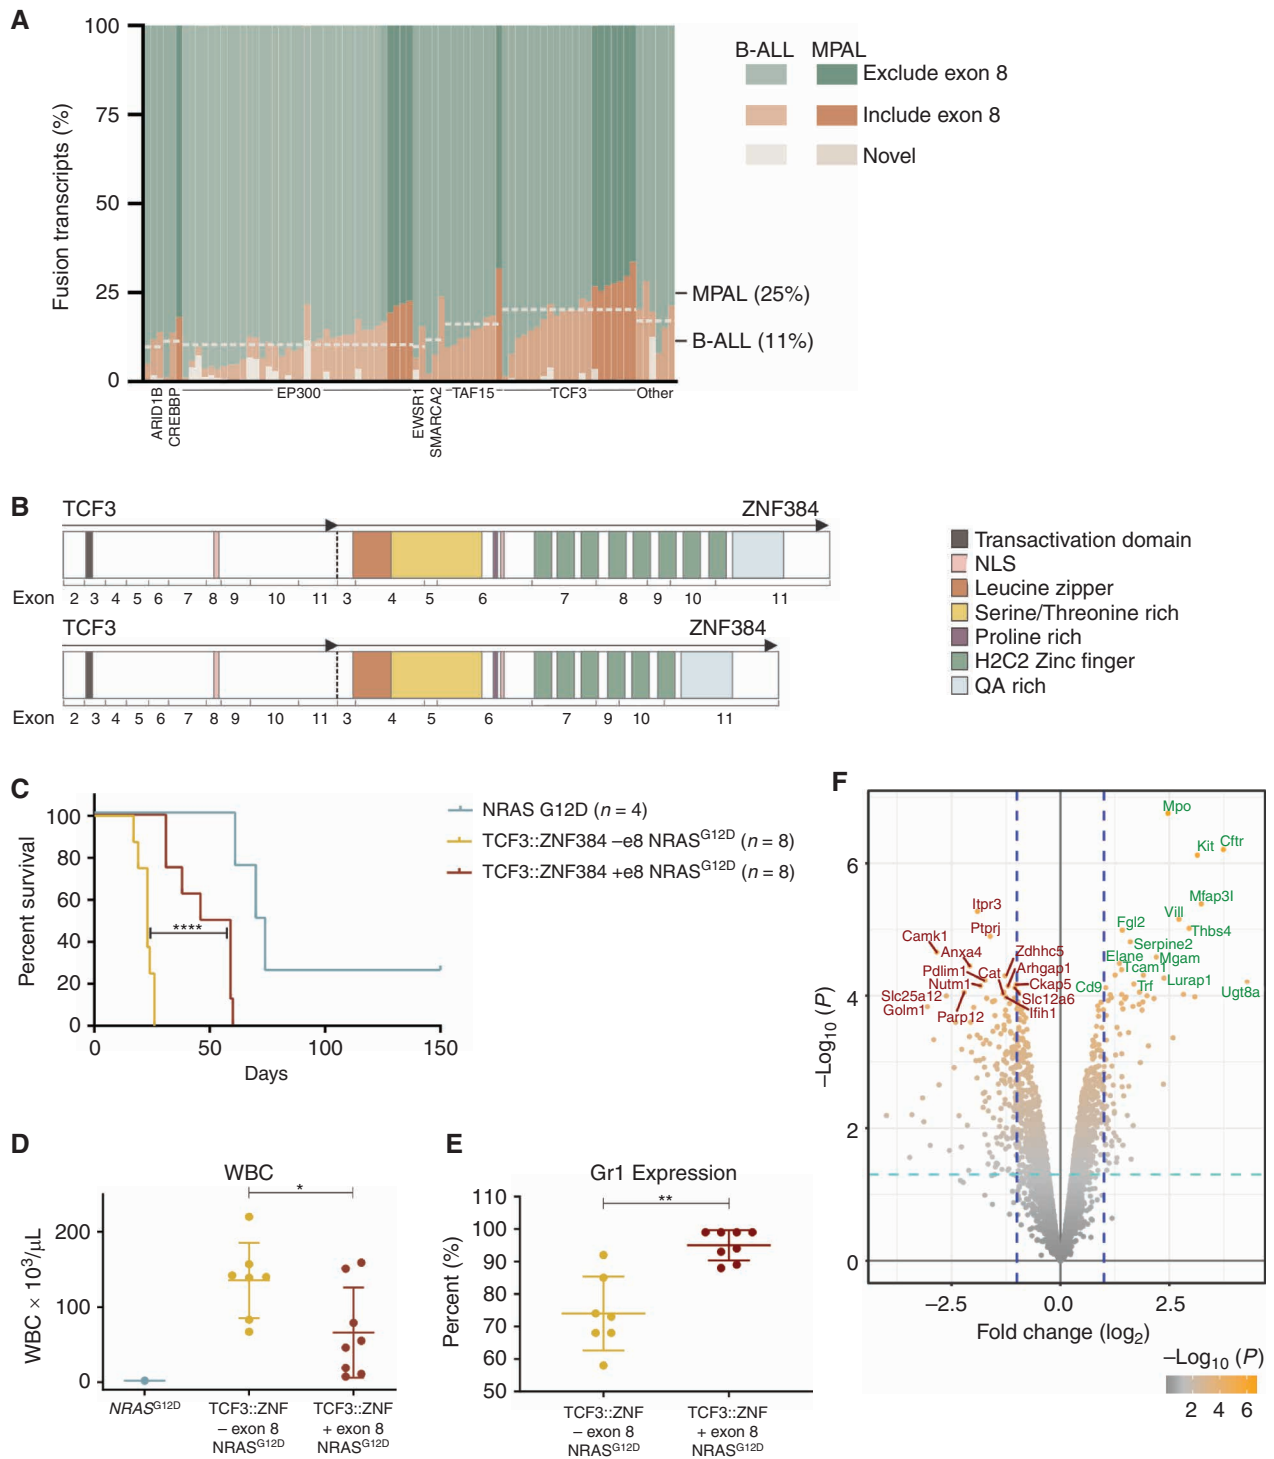 A
100
75
50
25
0
Fusion transcripts (%)
B-ALL MPAL
Exclude exon 8
Include exon 8
Novel
MPAL (25%)
B-ALL (11%)
ARID1B
CREBBP
EP300
EWSR1
SMARCA2
TAF15
TCF3
Other
B
TCF3 ZNF384
Exon 2 3 4 5 6 7 8 9 10 11 3 4 5 6 7 8 9 10 11
TCF3 ZNF384
Exon 2 3 4 5 6 7 8 9 10 11 3 4 5 6 7 9 10 11
Transactivation domain
NLS
Leucine zipper
Serine/Threonine rich
Proline rich
H2C2 Zinc finger
QA rich
C
Percent survival
100
80
60
40
20
0
****
0 50 100 150
Days
NRAS G12D (n = 4)
TCF3::ZNF384 –e8 NRASG12D (n = 8)
TCF3::ZNF384 +e8 NRASG12D (n = 8)
D
WBC
*
WBC × 10³/μL
200
100
0
NRASG12D
TCF3::ZNF
– exon 8
NRASG12D
TCF3::ZNF
+ exon 8
NRASG12D
E
Gr1 Expression
**
Percent (%)
110
100
90
80
70
60
50
TCF3::ZNF
– exon 8
NRASG12D
TCF3::ZNF
+ exon 8
NRASG12D
F
–Log10 (P)
6
4
2
0
Mpo
Kit Cftr
Mfap3l
Vill
Thbs4
Fgl2
Serpine2
Elane
Mgam
Tcam1
Lurap1
Cd9
Trf
Ugt8a
Itpr3
Ptprj
Camk1
Anxa4
Zdhhc5
Pdlim1
Cat
Arhgap1
Nutm1
Ckap5
Slc25a12
Slc12a6
Golm1
Parp12
Ifih1
–2.5 0.0 2.5
Fold change (log2)
–Log10 (P)
2 4 6